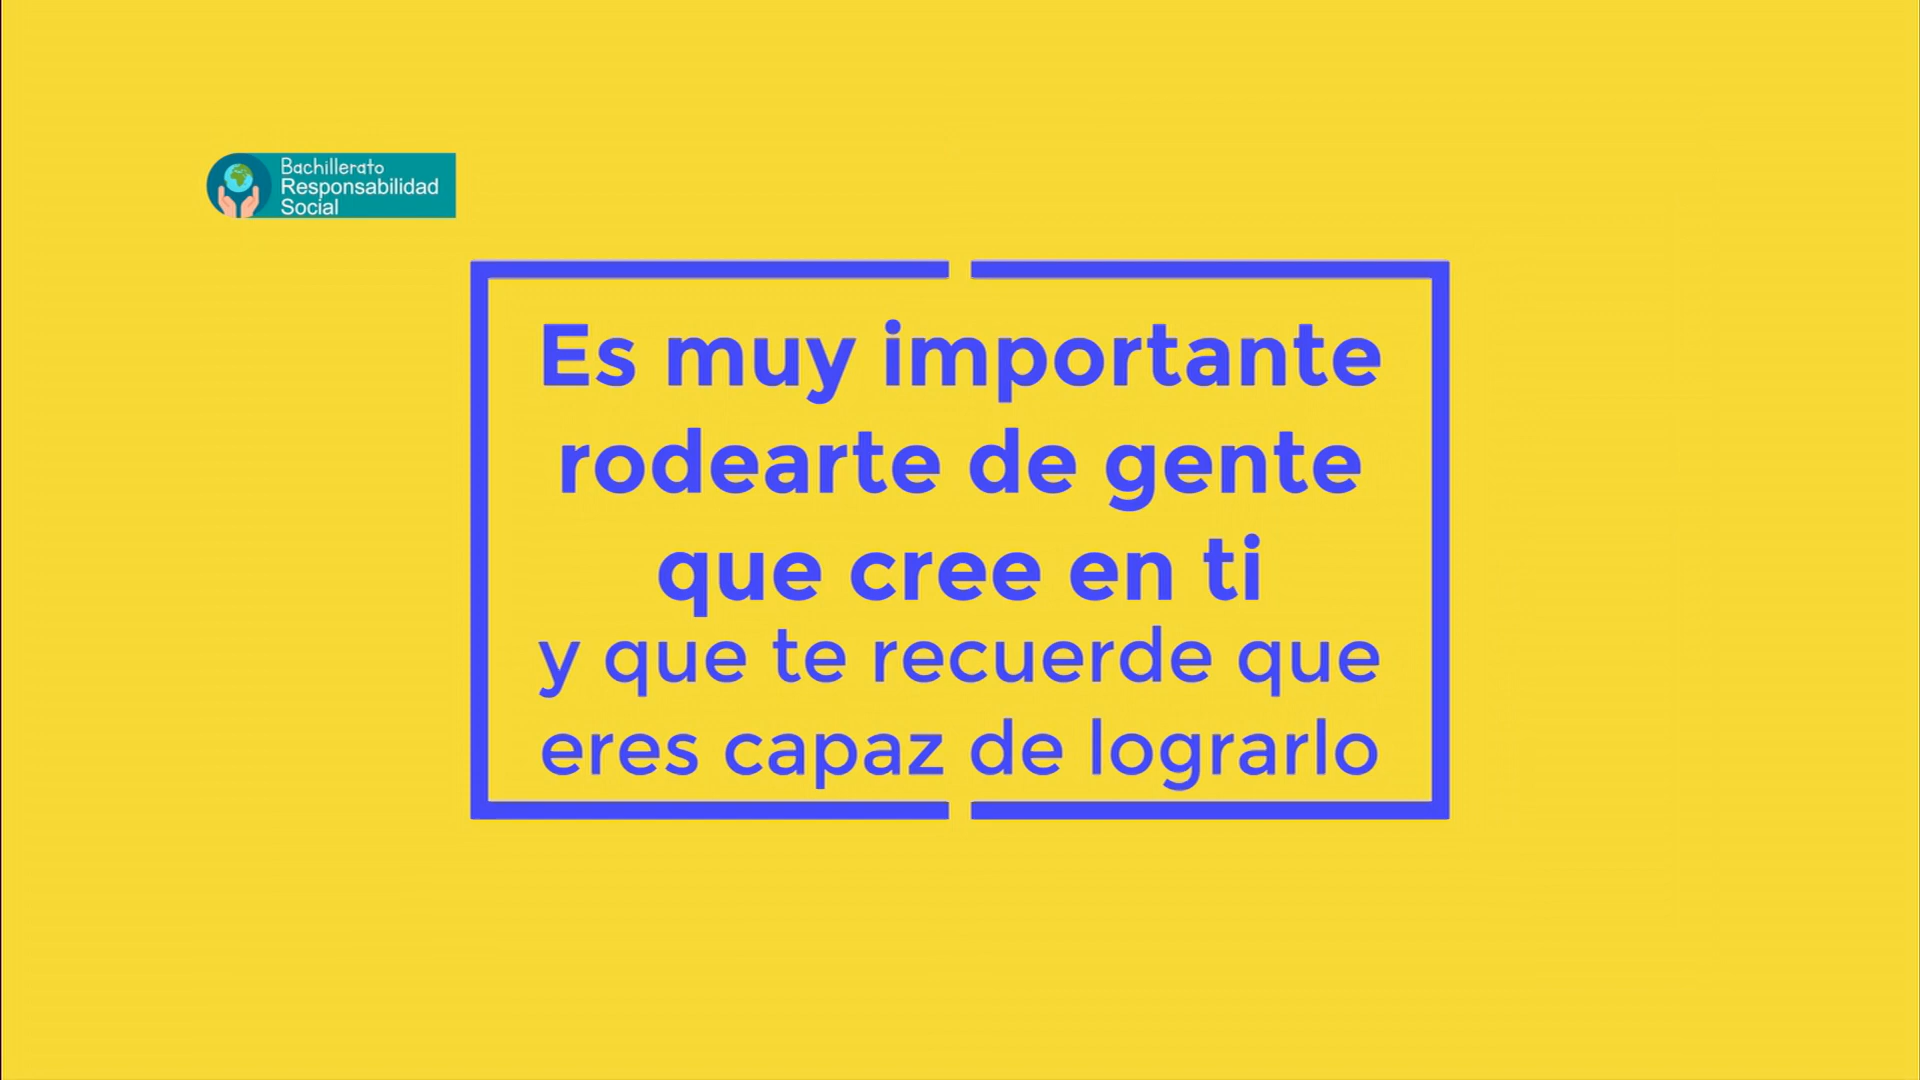 Bachillerato
Responsabilidad
Social
Es muy importante
rodearte de gente
que cree en ti
y que te recuerde que
eres capaz de lograrlo